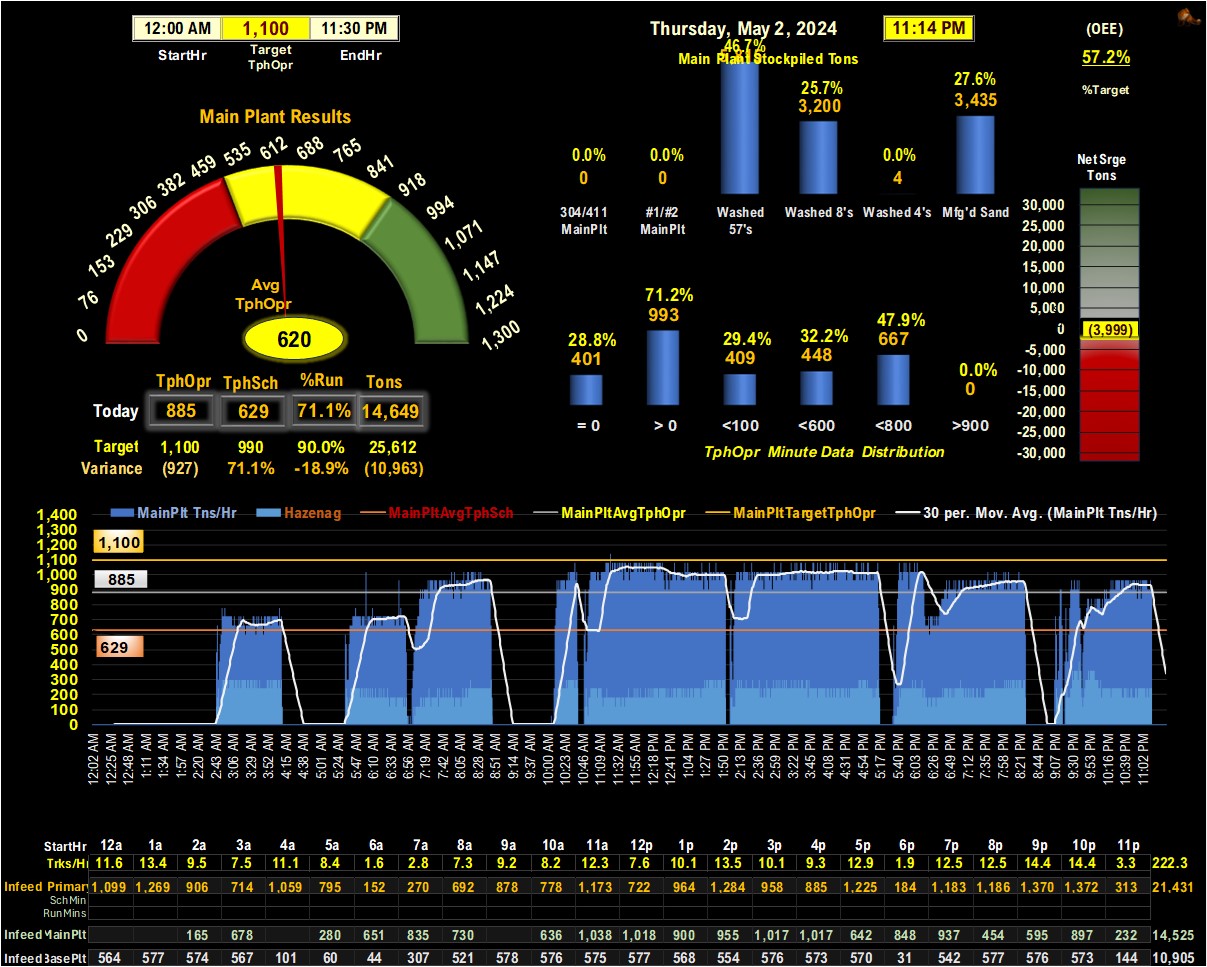 12:00 AM 1,100 11:30 PM
StartHr Target TphOpr EndHr
Thursday, May 2, 2024 11:14 PM
(OEE)
57.2%
%Target
Main Plant Stockpiled Tons
46.7%
0.0% 0.0% 25.7% 0.0% 27.6%
0 0 3,200 4 3,435
304/411 MainPlt #1/#2 MainPlt Washed 57's Washed 8's Washed 4's Mfg'd Sand
Main Plant Results
0 76 153 229 306 382 459 535 612 688 765 841 918 994 1,071 1,147 1,224 1,300
Avg
TphOpr
620
TphOpr TphSch %Run Tons
Today 885 629 71.1% 14,649
Target 1,100 990 90.0% 25,612
Variance (927) 71.1% -18.9% (10,963)
28.8% 71.2% 29.4% 32.2% 47.9% 0.0%
401 993 409 448 667 0
= 0 > 0 <100 <600 <800 >900
TphOpr Minute Data Distribution
Net Srge
Tons
30,000
25,000
20,000
15,000
10,000
5,000
0 (3,999)
-5,000
-10,000
-15,000
-20,000
-25,000
-30,000
MainPlt Tns/Hr Hazenag MainPltAvgTphSch MainPltAvgTphOpr MainPltTargetTphOpr 30 per. Mov. Avg. (MainPlt Tns/Hr)
1,400
1,300
1,200
1,100
1,000
900
800
700
600
500
400
300
200
100
0
1,100
885
629
12:02 AM 12:25 AM 12:48 AM 1:11 AM 1:34 AM 1:57 AM 2:20 AM 2:43 AM 3:06 AM 3:29 AM 3:52 AM 4:15 AM 4:38 AM 5:01 AM 5:24 AM 5:47 AM 6:10 AM 6:33 AM 6:56 AM 7:19 AM 7:42 AM 8:05 AM 8:28 AM 8:51 AM 9:14 AM 9:37 AM 10:00 AM 10:23 AM 10:46 AM 11:09 AM 11:32 AM 11:55 AM 12:18 PM 12:41 PM 1:04 PM 1:27 PM 1:50 PM 2:13 PM 2:36 PM 2:59 PM 3:22 PM 3:45 PM 4:08 PM 4:31 PM 4:54 PM 5:17 PM 5:40 PM 6:03 PM 6:26 PM 6:49 PM 7:12 PM 7:35 PM 7:58 PM 8:21 PM 8:44 PM 9:07 PM 9:30 PM 9:53 PM 10:16 PM 10:39 PM 11:02 PM
StartHr 12a 1a 2a 3a 4a 5a 6a 7a 8a 9a 10a 11a 12p 1p 2p 3p 4p 5p 6p 7p 8p 9p 10p 11p
Trks/Hr 11.6 13.4 9.5 7.5 11.1 8.4 1.6 2.8 7.3 9.2 8.2 12.3 7.6 10.1 13.5 10.1 9.3 12.9 1.9 12.5 12.5 14.4 14.4 3.3 222.3
Infeed Primary 1,099 1,269 906 714 1,059 795 152 270 692 878 778 1,173 722 964 1,284 958 885 1,225 184 1,183 1,186 1,370 1,372 313 21,431
SchMin
RunMins
Infeed MainPlt 165 678 280 651 835 730 636 1,038 1,018 900 955 1,017 1,017 642 848 937 454 595 897 232 14,525
Infeed BasePlt 564 577 574 567 101 60 44 307 521 578 576 575 577 568 554 576 573 570 31 542 577 576 573 144 10,905